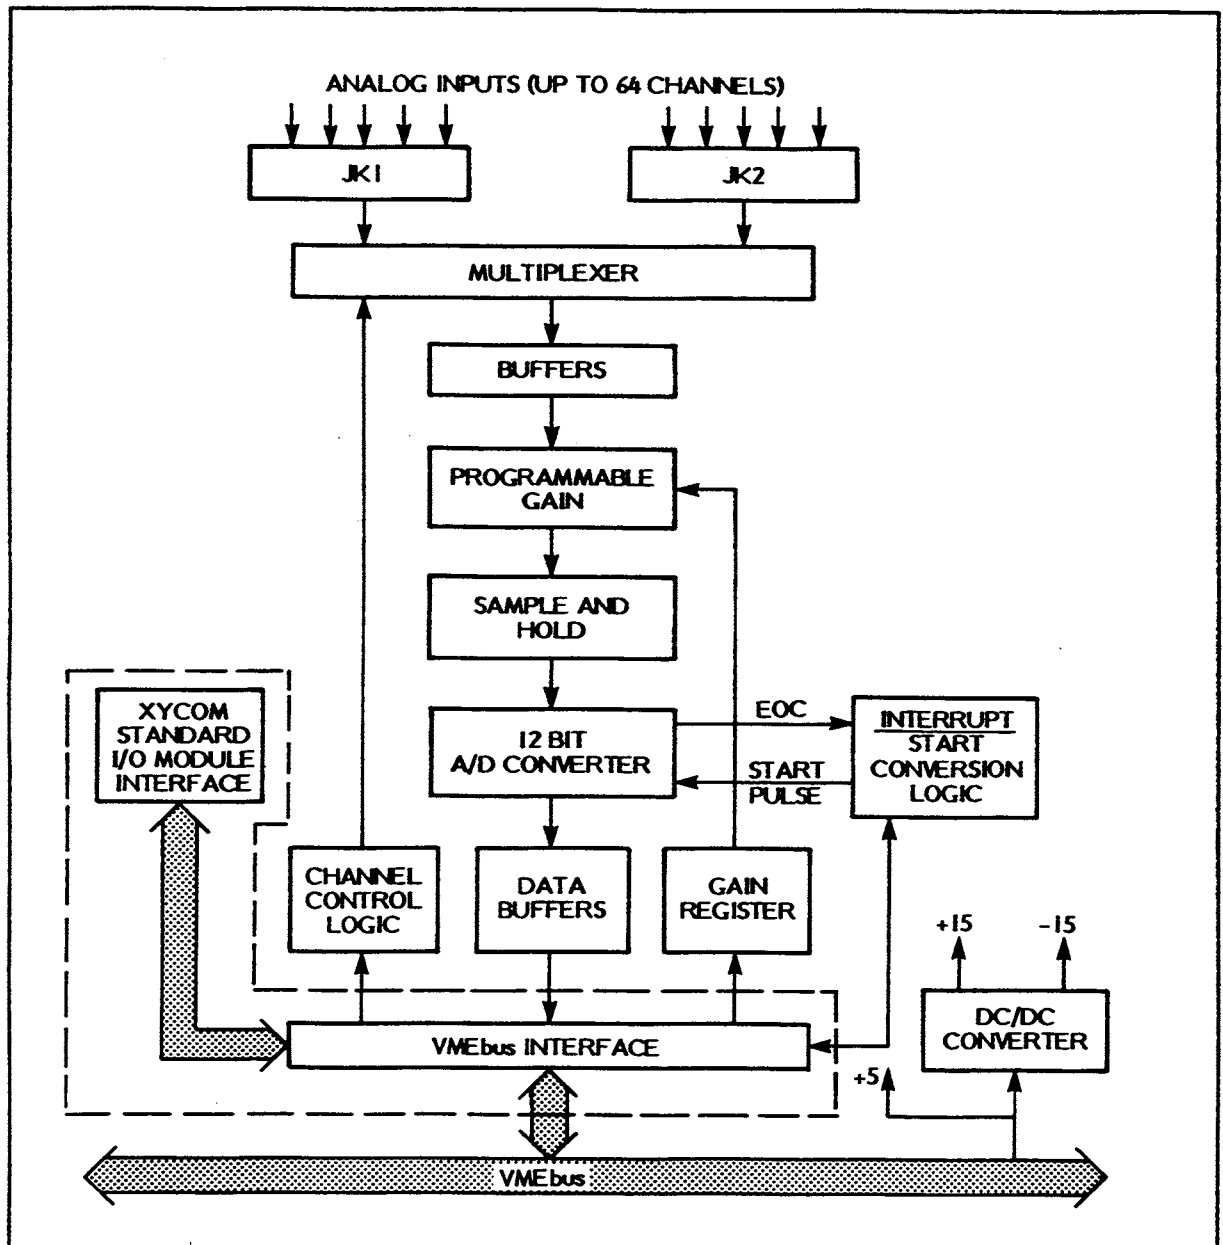 ANALOG INPUTS (UP TO 64 CHANNELS)
JK1
JK2
MULTIPLEXER
BUFFERS
PROGRAMMABLE
GAIN
SAMPLE AND
HOLD
XYCOM
STANDARD
I/O MODULE
INTERFACE
12 BIT
A/D CONVERTER
EOC
START
PULSE
INTERRUPT
START
CONVERSION
LOGIC
CHANNEL
CONTROL
LOGIC
DATA
BUFFERS
GAIN
REGISTER
+15
-15
DC/DC
CONVERTER
VMEbus INTERFACE
+5
VMEbus